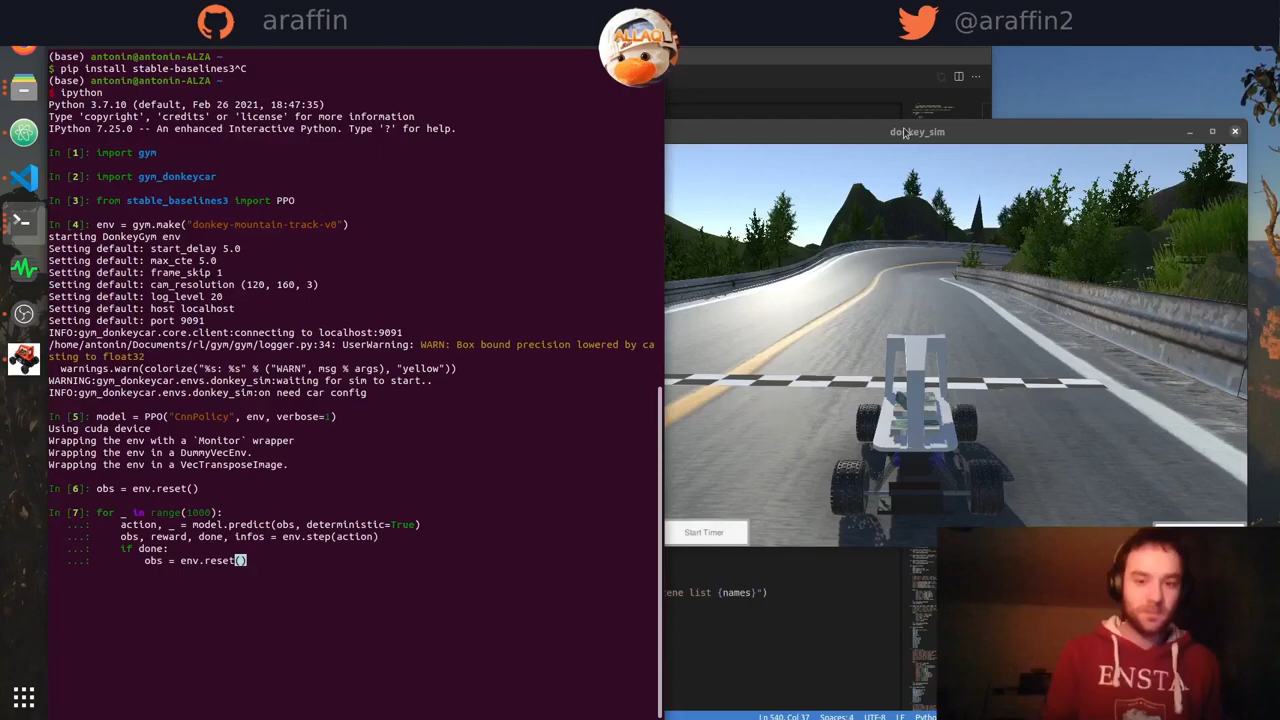 araffin
@araffin2
ALLAQ
(base) antonin@antonin-ALZA ~
$ pip install stable-baselines3^C
(base) antonin@antonin-ALZA ~
$ ipython
Python 3.7.10 (default, Feb 26 2021, 18:47:35)
Type 'copyright', 'credits' or 'license' for more information
IPython 7.25.0 -- An enhanced Interactive Python. Type '?' for help.
In [1]: import gym
In [2]: import gym_donkeycar
In [3]: from stable_baselines3 import PPO
In [4]: env = gym.make("donkey-mountain-track-v0")
starting DonkeyGym env
Setting default: start_delay 5.0
Setting default: max_cte 5.0
Setting default: frame_skip 1
Setting default: cam_resolution (120, 160, 3)
Setting default: log_level 20
Setting default: host localhost
Setting default: port 9091
INFO:gym_donkeycar.core.client:connecting to localhost:9091
/home/antonin/Documents/rl/gym/gym/logger.py:34: UserWarning: WARN: Box bound precision lowered by ca
sting to float32
warnings.warn(colorize("%s: %s" % ("WARN", msg % args), "yellow"))
WARNING:gym_donkeycar.envs.donkey_sim:waiting for sim to start..
INFO:gym_donkeycar.envs.donkey_sim:on need car config
In [5]: model = PPO("CnnPolicy", env, verbose=1)
Using cuda device
Wrapping the env with a `Monitor` wrapper
Wrapping the env in a DummyVecEnv.
Wrapping the env in a VecTransposeImage.
In [6]: obs = env.reset()
In [7]: for _ in range(1000):
...: action, _ = model.predict(obs, deterministic=True)
...: obs, reward, done, infos = env.step(action)
...: if done:
...: obs = env.reset()
donkey_sim
Start Timer
ene list {names}")
ENSTA
Ln 540, Col 37 Spaces: 4 UTF-8 LF Pytho